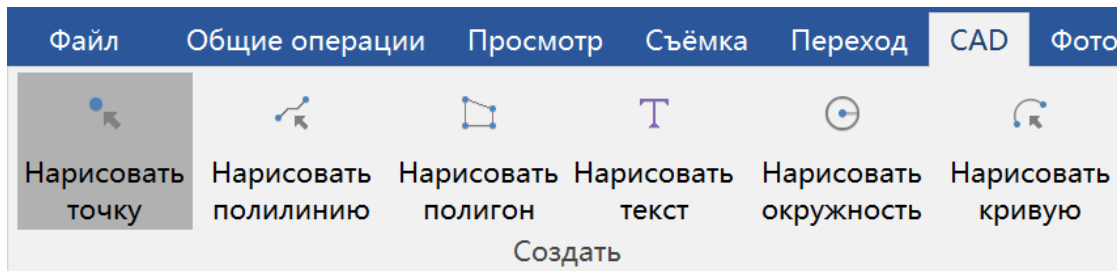 Файл Общие операции Просмотр Съёмка Переход CAD Фото
Нарисовать Нарисовать Нарисовать Нарисовать Нарисовать Нарисовать
точку полилинию полигон текст окружность кривую
Создать